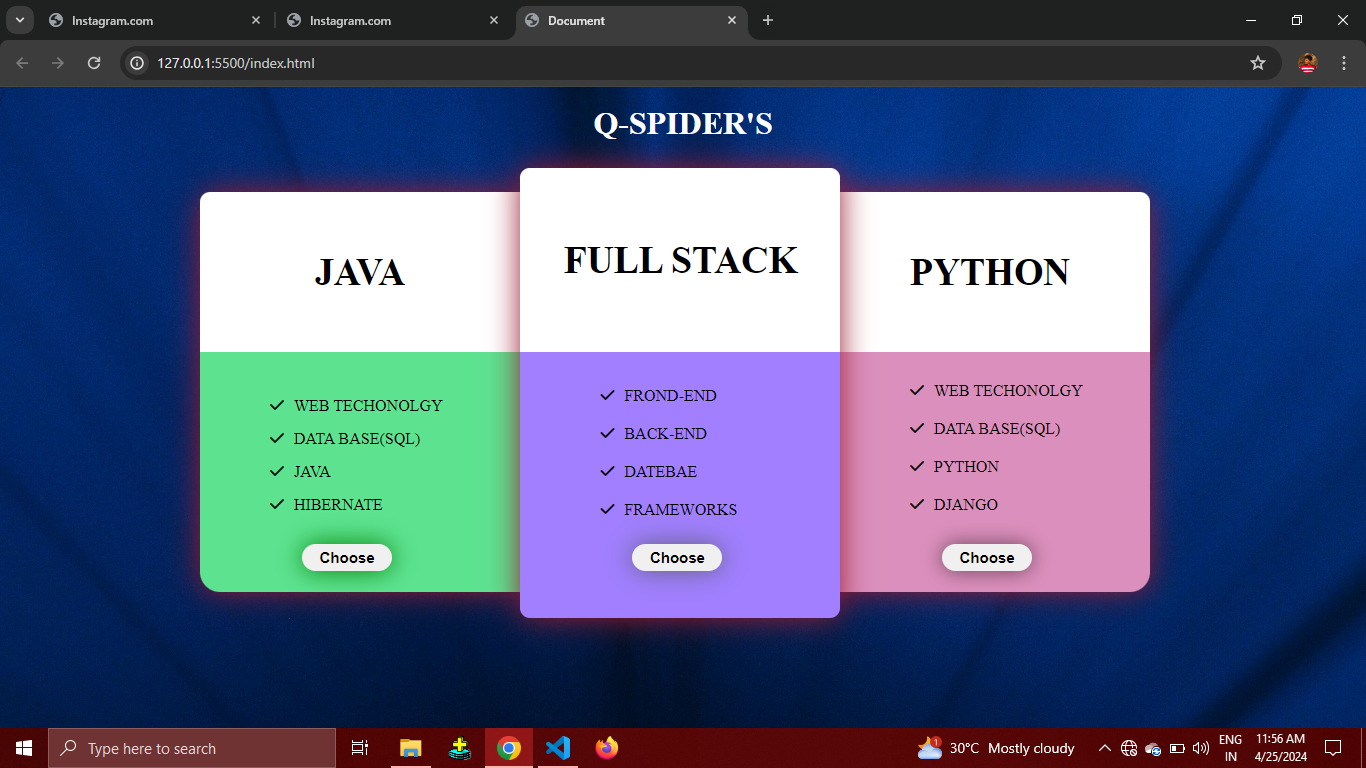 Instagram.com
Instagram.com
Document
127.0.0.1:5500/index.html
Q-SPIDER'S
JAVA
WEB TECHONOLGY
DATA BASE(SQL)
JAVA
HIBERNATE
Choose
FULL STACK
FROND-END
BACK-END
DATEBAE
FRAMEWORKS
Choose
PYTHON
WEB TECHONOLGY
DATA BASE(SQL)
PYTHON
DJANGO
Choose
Type here to search
1
30°C Mostly cloudy
ENG
IN
11:56 AM
4/25/2024